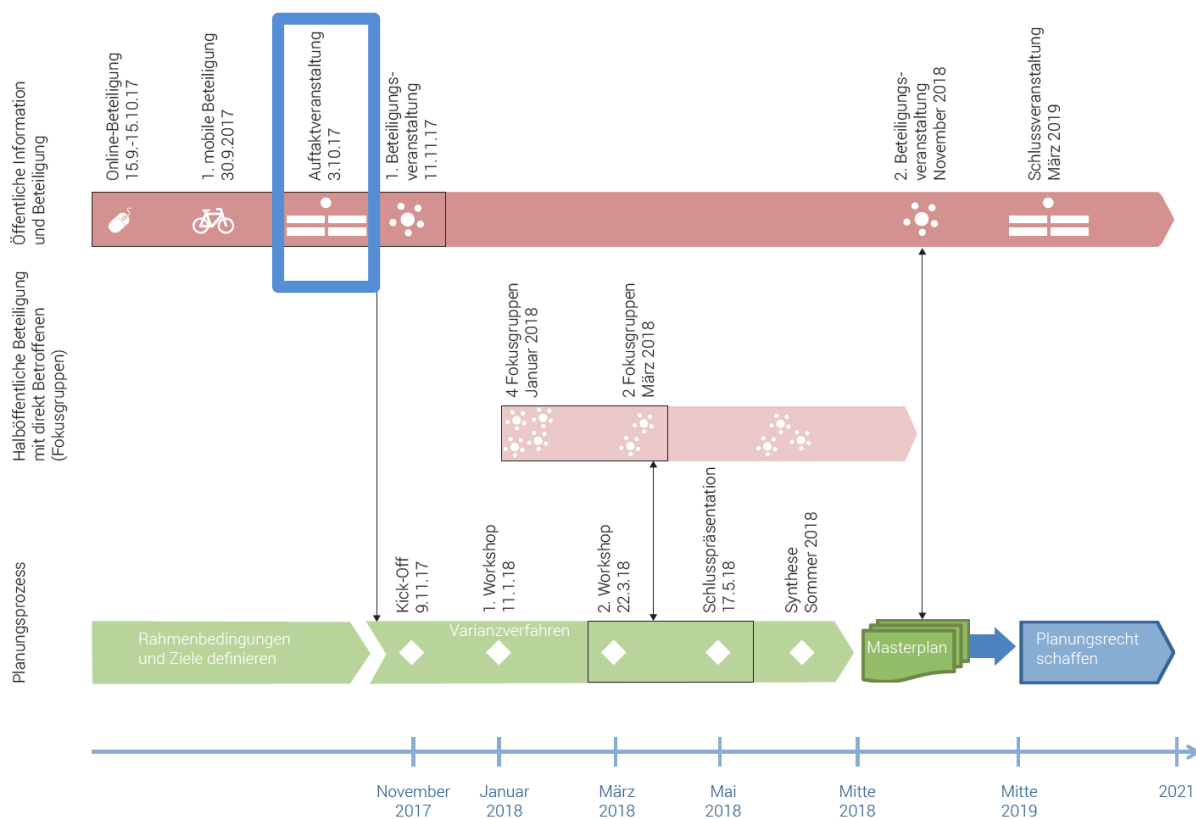 Öffentliche Information
und Beteiligung
Online-Beteiligung
15.9.-15.10.17
1. mobile Beteiligung
30.9.2017
Auftaktveranstaltung
3.10.17
1. Beteiligungs-
veranstaltung
11.11.17
2. Beteiligungs-
veranstaltung
November 2018
Schlussveranstaltung
März 2019
Halböffentliche Beteiligung
mit direkt Betroffenen
(Fokusgruppen)
4 Fokusgruppen
Januar 2018
2 Fokusgruppen
März 2018
Planungsprozess
Kick-Off
9.11.17
1. Workshop
11.1.18
2. Workshop
22.3.18
Schlusspräsentation
17.5.18
Synthese
Sommer 2018
Rahmenbedingungen
und Ziele definieren
Varianzverfahren
Masterplan
Planungsrecht
schaffen
November
2017
Januar
2018
März
2018
Mai
2018
Mitte
2018
Mitte
2019
2021